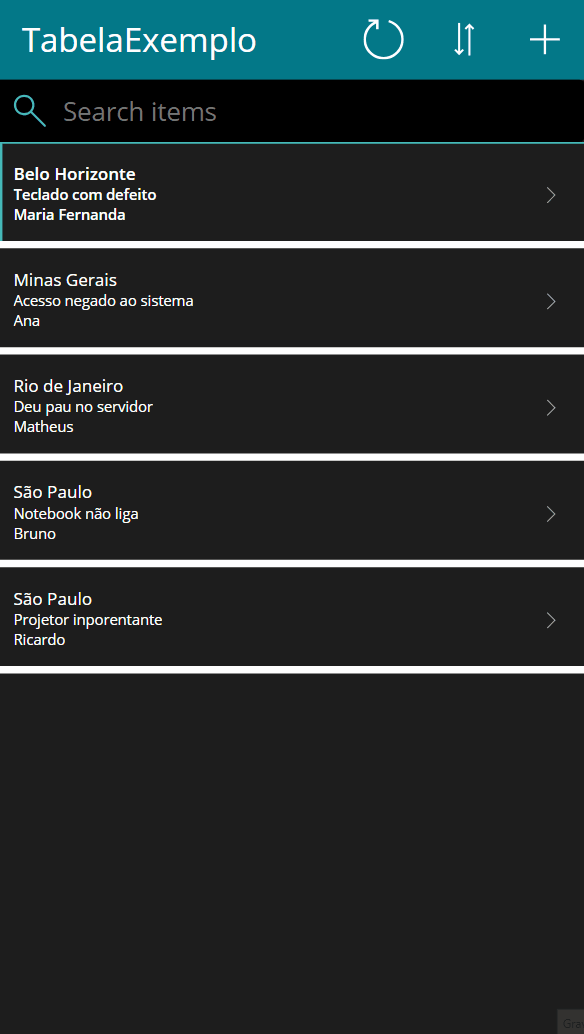 TabelaExemplo
Search items
Belo Horizonte
Teclado com defeito
Maria Fernanda
Minas Gerais
Acesso negado ao sistema
Ana
Rio de Janeiro
Deu pau no servidor
Matheus
São Paulo
Notebook não liga
Bruno
São Paulo
Projetor inporentante
Ricardo